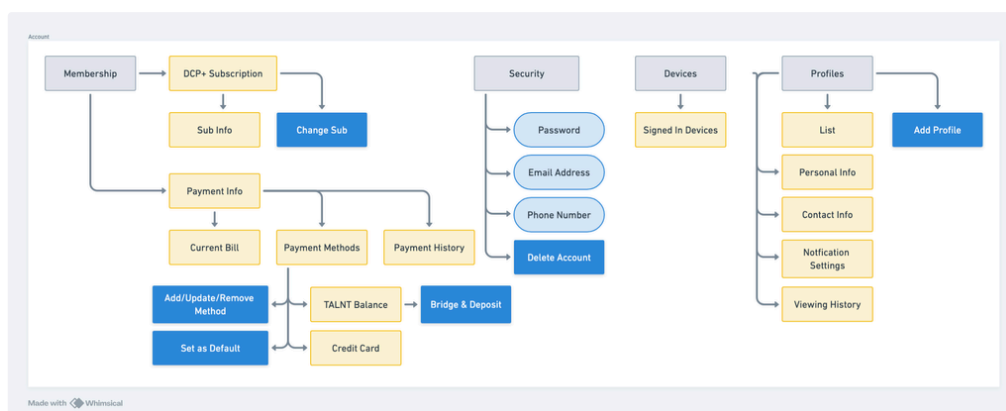 Account
Membership
DCP+ Subscription
Security
Devices
Profiles
Sub Info
Change Sub
Password
Signed In Devices
List
Add Profile
Email Address
Personal Info
Payment Info
Phone Number
Contact Info
Current Bill
Payment Methods
Payment History
Delete Account
Notfication
Settings
Add/Update/Remove
Method
TALNT Balance
Bridge & Deposit
Viewing History
Set as Default
Credit Card
Made with Whimsical